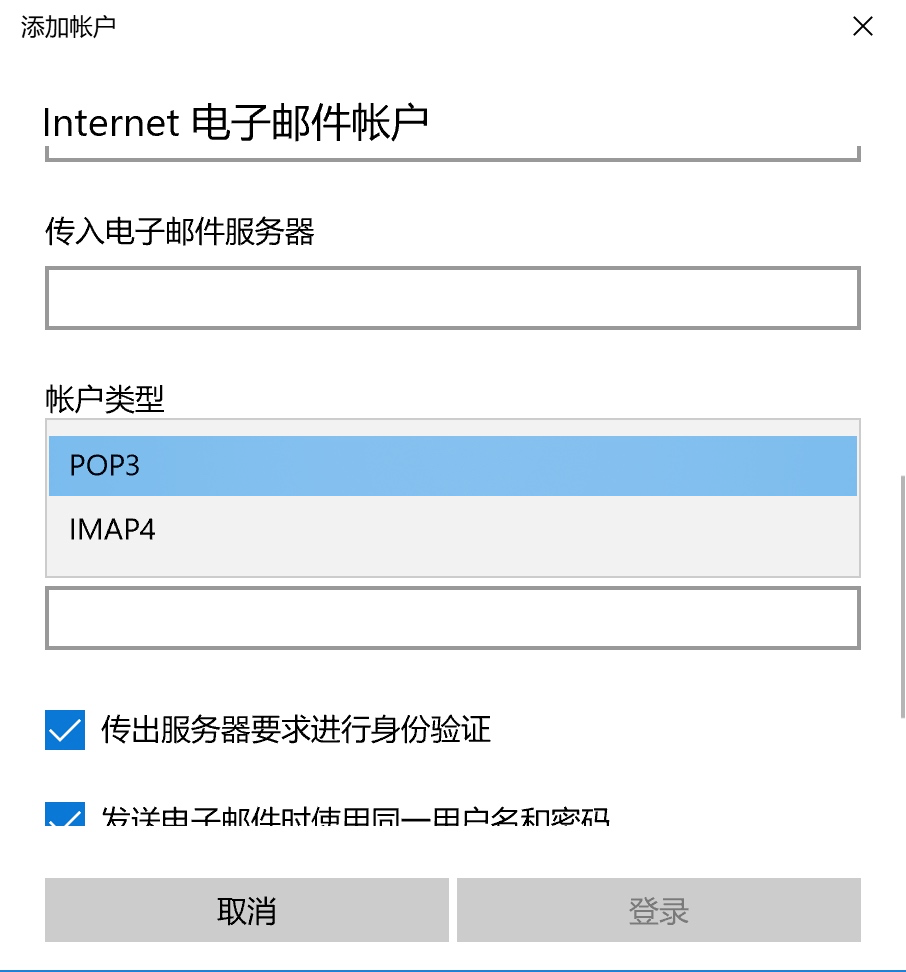 添加帐户
Internet 电子邮件帐户
传入电子邮件服务器
帐户类型
POP3
IMAP4
传出服务器要求进行身份验证
发送电子邮件时使用同一用户名和密码
取消
登录